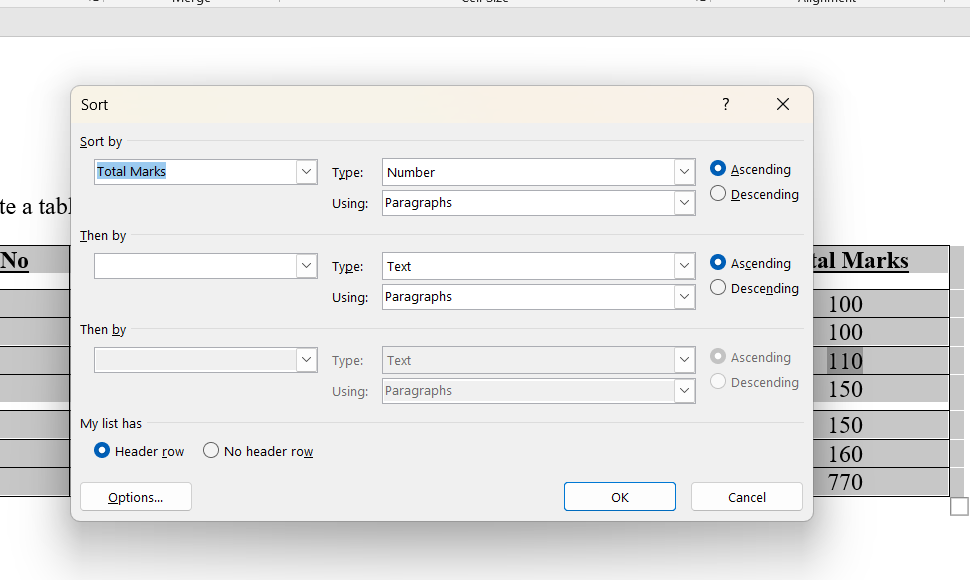 Merge Cell Size Alignment
Sort ?
Sort by
Total Marks Type: Number Ascending
Using: Paragraphs Descending
te a tabl
Then by
No tal Marks
Type: Text Ascending
Using: Paragraphs Descending
100
Then by 100
Type: Text Ascending 110
Using: Paragraphs Descending 150
My list has 150
Header row No header row 160
770
Options... OK Cancel